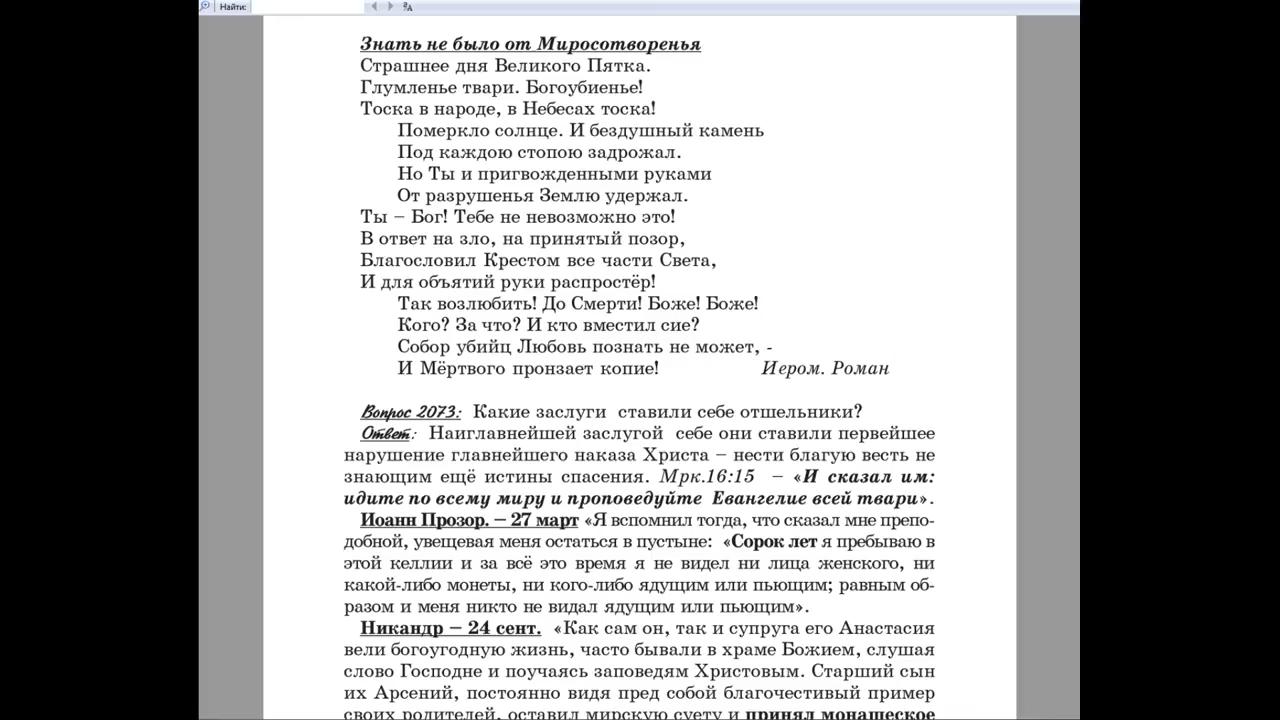 Найти:
Знать не было от Миросотворенья
Страшнее дня Великого Пятка.
Глумленье твари. Богоубиенье!
Тоска в народе, в Небесах тоска!
Померкло солнце. И бездушный камень
Под каждою стопою задрожал.
Но Ты и пригвожденными руками
От разрушенья Землю удержал.
Ты – Бог! Тебе не невозможно это!
В ответ на зло, на принятый позор,
Благословил Крестом все части Света,
И для объятий руки распростёр!
Так возлюбить! До Смерти! Боже! Боже!
Кого? За что? И кто вместил сие?
Собор убийц Любовь познать не может, -
И Мёртвого пронзает копие! Иером. Роман
Вопрос 2073: Какие заслуги ставили себе отшельники?
Ответ: Наиглавнейшей заслугой себе они ставили первейшее
нарушение главнейшего наказа Христа – нести благую весть не
знающим ещё истины спасения. Мрк.16:15 – «И сказал им:
идите по всему миру и проповедуйте Евангелие всей твари».
Иоанн Прозор. – 27 март «Я вспомнил тогда, что сказал мне препо-
добной, увещевая меня остаться в пустыне: «Сорок лет я пребываю в
этой келлии и за всё это время я не видел ни лица женского, ни
какой-либо монеты, ни кого-либо ядущим или пьющим; равным об-
разом и меня никто не видал ядущим или пьющим».
Никандр – 24 сент. «Как сам он, так и супруга его Анастасия
вели богоугодную жизнь, часто бывали в храме Божием, слушая
слово Господне и поучаясь заповедям Христовым. Старший сын
их Арсений, постоянно видя пред собой благочестивый пример
своих родителей, оставил мирскую суету и принял монашеское